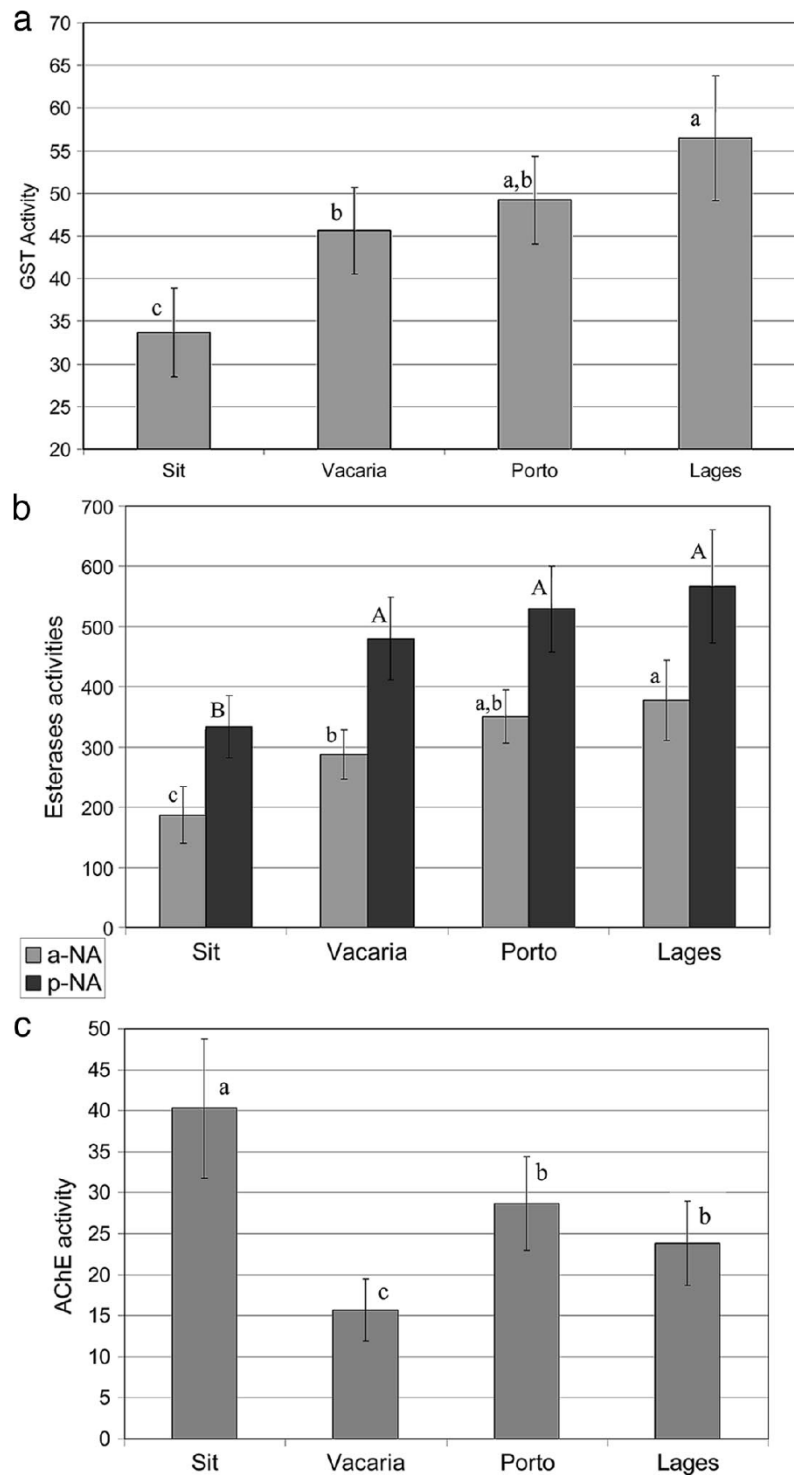 a
70
65
60
55
50
45
40
35
30
25
20
GST Activity
c
b
a,b
a
Sit Vacaria Porto Lages
b
700
600
500
400
300
200
100
0
Esterases activities
c B
b A
a,b A
a A
Sit Vacaria Porto Lages
a-NA
p-NA
c
50
45
40
35
30
25
20
15
10
5
0
AChE activity
a
c
b
b
Sit Vacaria Porto Lages